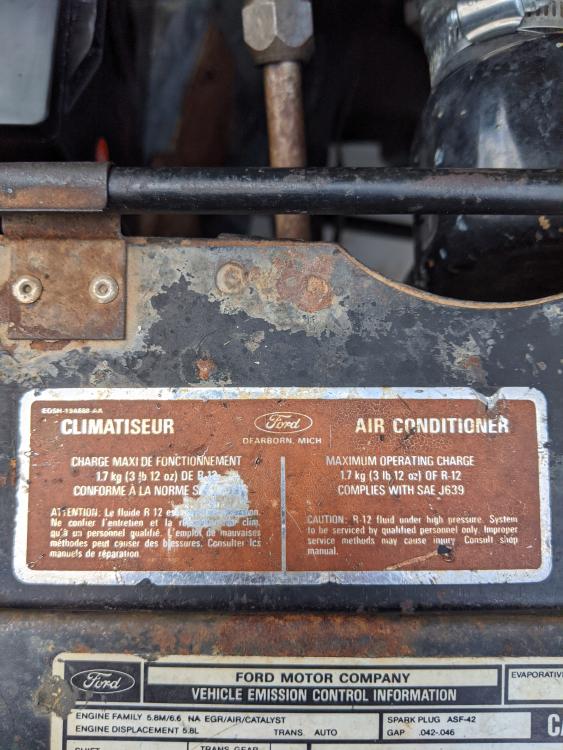 CLIMATISEUR
Ford
DEARBORN, MICH
AIR CONDITIONER
CHARGE MAXI DE FONCTIONNEMENT
1.7 kg (3 lb 12 oz) DE R-12
CONFORME À LA NORME
ATTENTION: Le fluide R 12 est
Ne confier l'entretien et la clim
qu'à un personnel qualifié. L'emploi de mauvaises
méthodes peut causer des blessures. Consulter les
manuels de réparation.
MAXIMUM OPERATING CHARGE
1.7 kg (3 lb 12 oz) OF R-12
COMPLIES WITH SAE J639
CAUTION: R-12 fluid under high pressure. System
to be serviced by qualified personnel only. Improper
service methods may cause injury. Consult shop
manual.
Ford
FORD MOTOR COMPANY
VEHICLE EMISSION CONTROL INFORMATION
EVAPORATIV
ENGINE FAMILY 5.8M/6.6 NA EGR/AIR/CATALYST
ENGINE DISPLACEMENT 5.8L TRANS. AUTO
SPARK PLUG ASF-42
GAP .042-.046
CA
TRANS GEAR